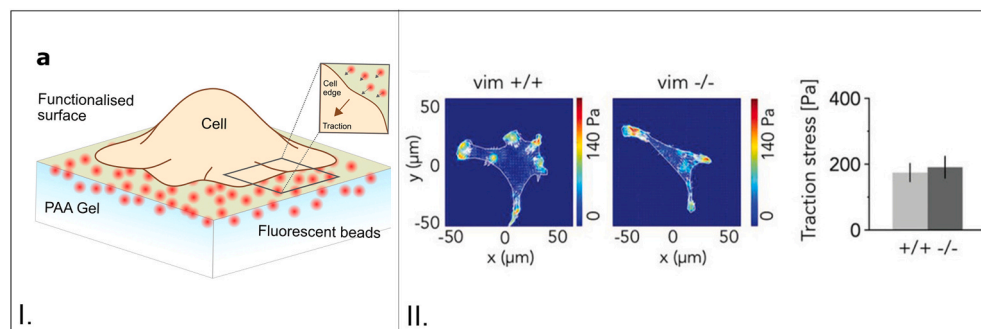 a
Functionalised
surface
Cell
Cell
edge
Traction
PAA Gel
Fluorescent beads
I.
vim +/+
vim -/-
50
0
-50
y (μm)
-50
0
50
x (μm)
140 Pa
0
-50
0
50
x (μm)
140 Pa
0
Traction stress [Pa]
400
200
0
+/+ -/-
II.